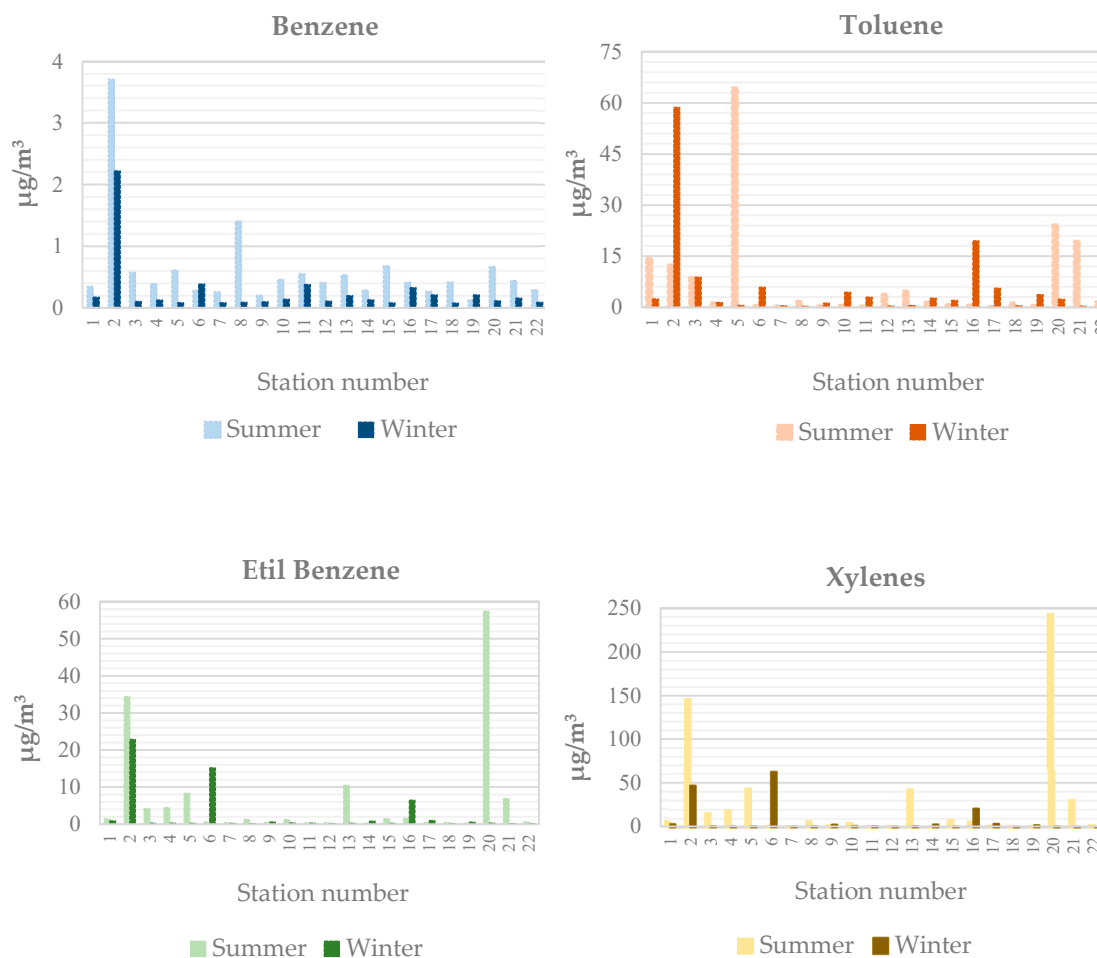 Benzene
4
3
2
1
0
µg/m³
1 2 3 4 5 6 7 8 9 10 11 12 13 14 15 16 17 18 19 20 21 22
Station number
Summer Winter
Toluene
75
60
45
30
15
0
µg/m³
1 2 3 4 5 6 7 8 9 10 11 12 13 14 15 16 17 18 19 20 21 22
Station number
Summer Winter
Etil Benzene
60
50
40
30
20
10
0
µg/m³
1 2 3 4 5 6 7 8 9 10 11 12 13 14 15 16 17 18 19 20 21 22
Station number
Summer Winter
Xylenes
250
200
150
100
50
0
µg/m³
1 2 3 4 5 6 7 8 9 10 11 12 13 14 15 16 17 18 19 20 21 22
Station number
Summer Winter